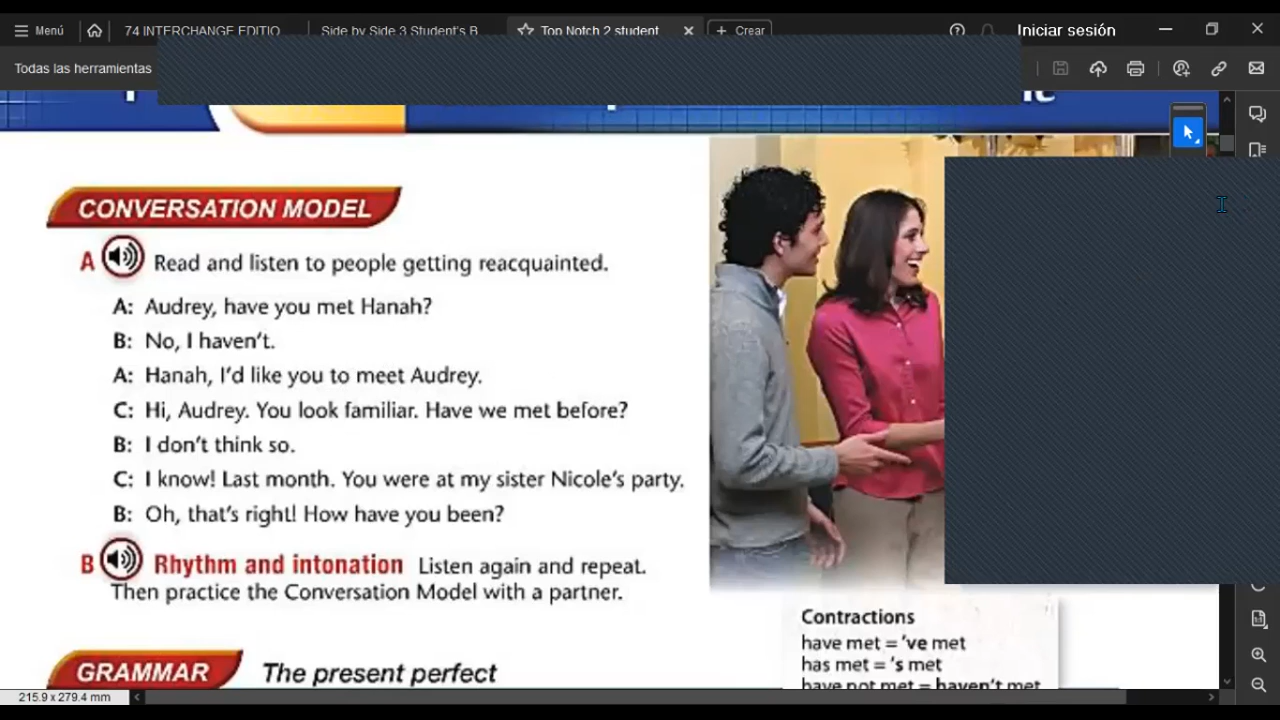 Menú
74 INTERCHANGE EDITIO
Side by Side 3 Student's B
Top Notch 2 student
Crear
Iniciar sesión
Todas las herramientas
CONVERSATION MODEL
A Read and listen to people getting reacquainted.
A: Audrey, have you met Hanah?
B: No, I haven't.
A: Hanah, I'd like you to meet Audrey.
C: Hi, Audrey. You look familiar. Have we met before?
B: I don't think so.
C: I know! Last month. You were at my sister Nicole's party.
B: Oh, that's right! How have you been?
B Rhythm and intonation Listen again and repeat.
Then practice the Conversation Model with a partner.
Contractions
have met = 've met
has met = 's met
have not met = haven't met
GRAMMAR The present perfect
215.9 x 279.4 mm